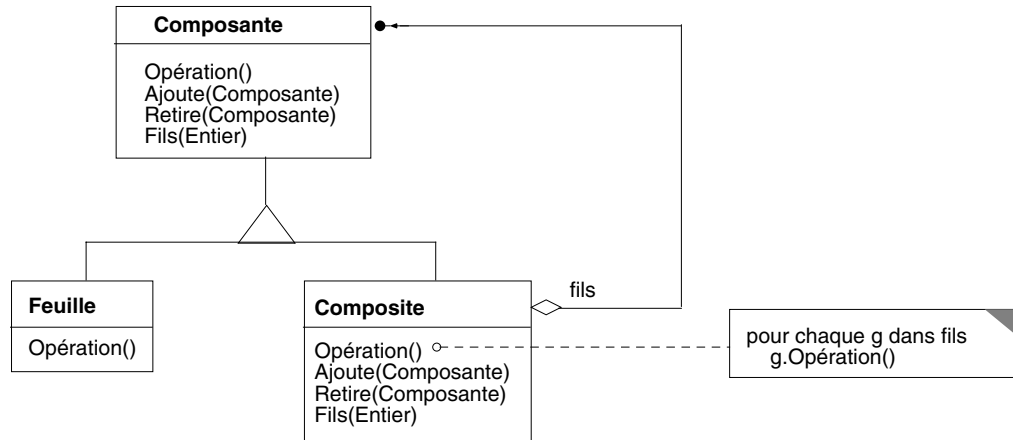 Composante
Opération()
Ajoute(Composante)
Retire(Composante)
Fils(Entier)
Feuille
Opération()
Composite
Opération()
Ajoute(Composante)
Retire(Composante)
Fils(Entier)
fils
pour chaque g dans fils
g.Opération()